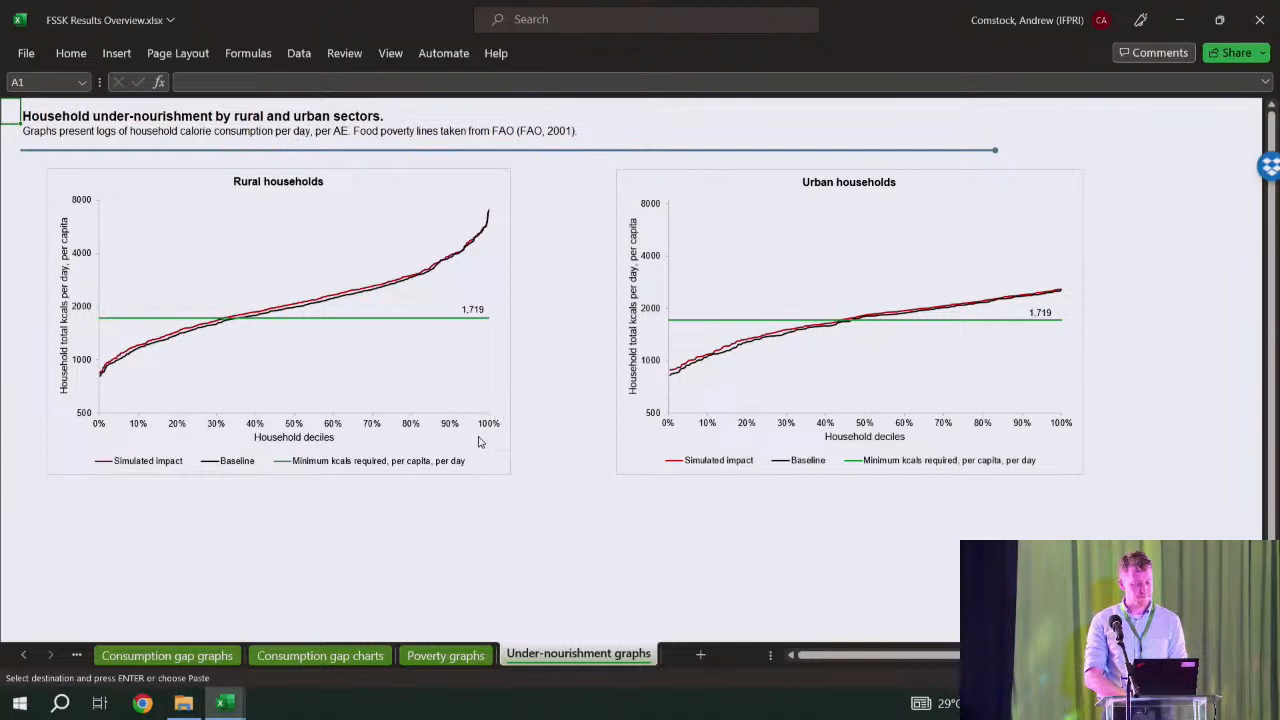 FSSK Results Overview.xlsx
Search
Comstock, Andrew (IFPRI)
CA
File Home Insert Page Layout Formulas Data Review View Automate Help
Comments
Share
A1
fx
Household under-nourishment by rural and urban sectors.
Graphs present logs of household calorie consumption per day, per AE. Food poverty lines taken from FAO (FAO, 2001).
Rural households
Household total kcals per day, per capita
8000
4000
2000
1000
500
1,719
0% 10% 20% 30% 40% 50% 60% 70% 80% 90% 100%
Household deciles
Simulated impact Baseline Minimum kcals required, per capita, per day
Urban households
Household total kcals per day, per capita
8000
4000
2000
1000
500
1,719
0% 10% 20% 30% 40% 50% 60% 70% 80% 90% 100%
Household deciles
Simulated impact Baseline Minimum kcals required, per capita, per day
Consumption gap graphs Consumption gap charts Poverty graphs Under-nourishment graphs
Select destination and press ENTER or choose Paste
29°C